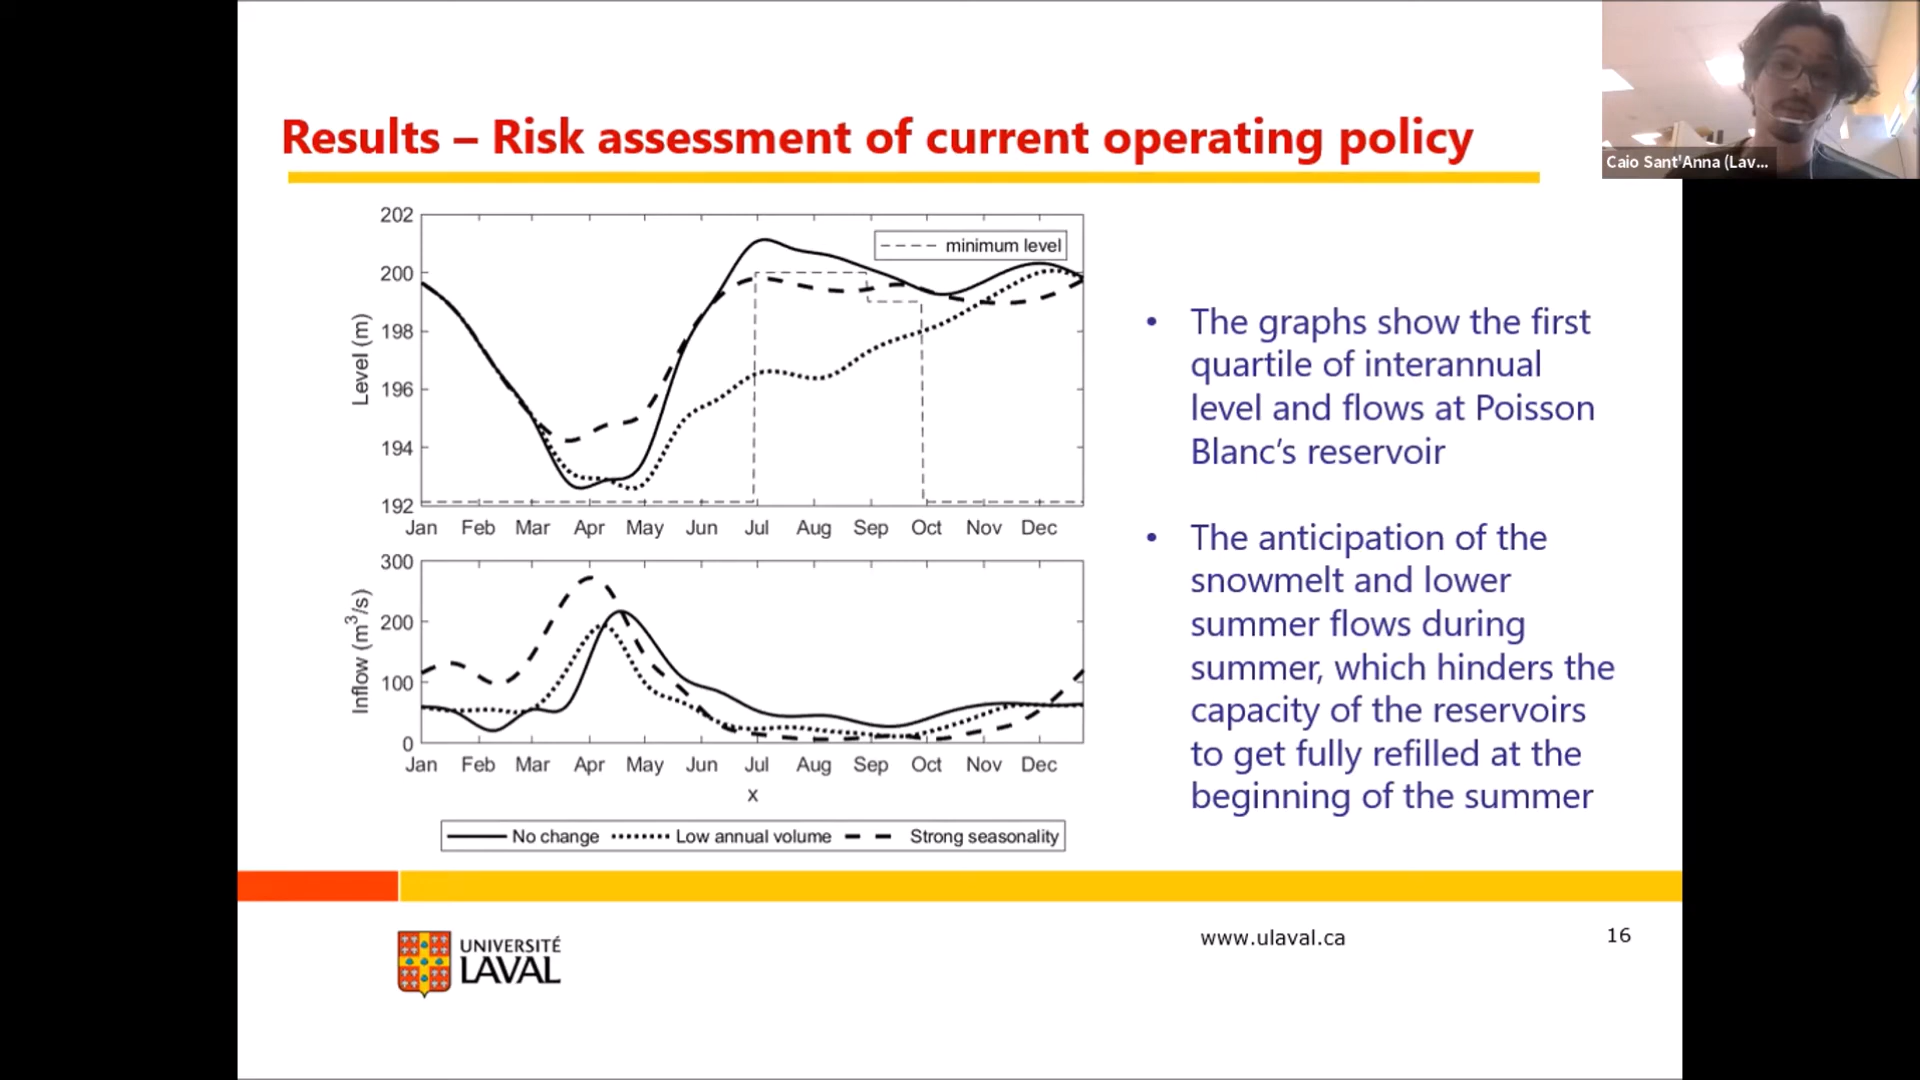 Results – Risk assessment of current operating policy
Caio Sant'Anna (Lav...
202
200
198
196
194
192
Level (m)
minimum level
Jan Feb Mar Apr May Jun Jul Aug Sep Oct Nov Dec
300
200
100
0
Inflow (m³/s)
Jan Feb Mar Apr May Jun Jul Aug Sep Oct Nov Dec
x
No change Low annual volume Strong seasonality
• The graphs show the first
quartile of interannual
level and flows at Poisson
Blanc’s reservoir
• The anticipation of the
snowmelt and lower
summer flows during
summer, which hinders the
capacity of the reservoirs
to get fully refilled at the
beginning of the summer
UNIVERSITÉ
LAVAL
www.ulaval.ca
16